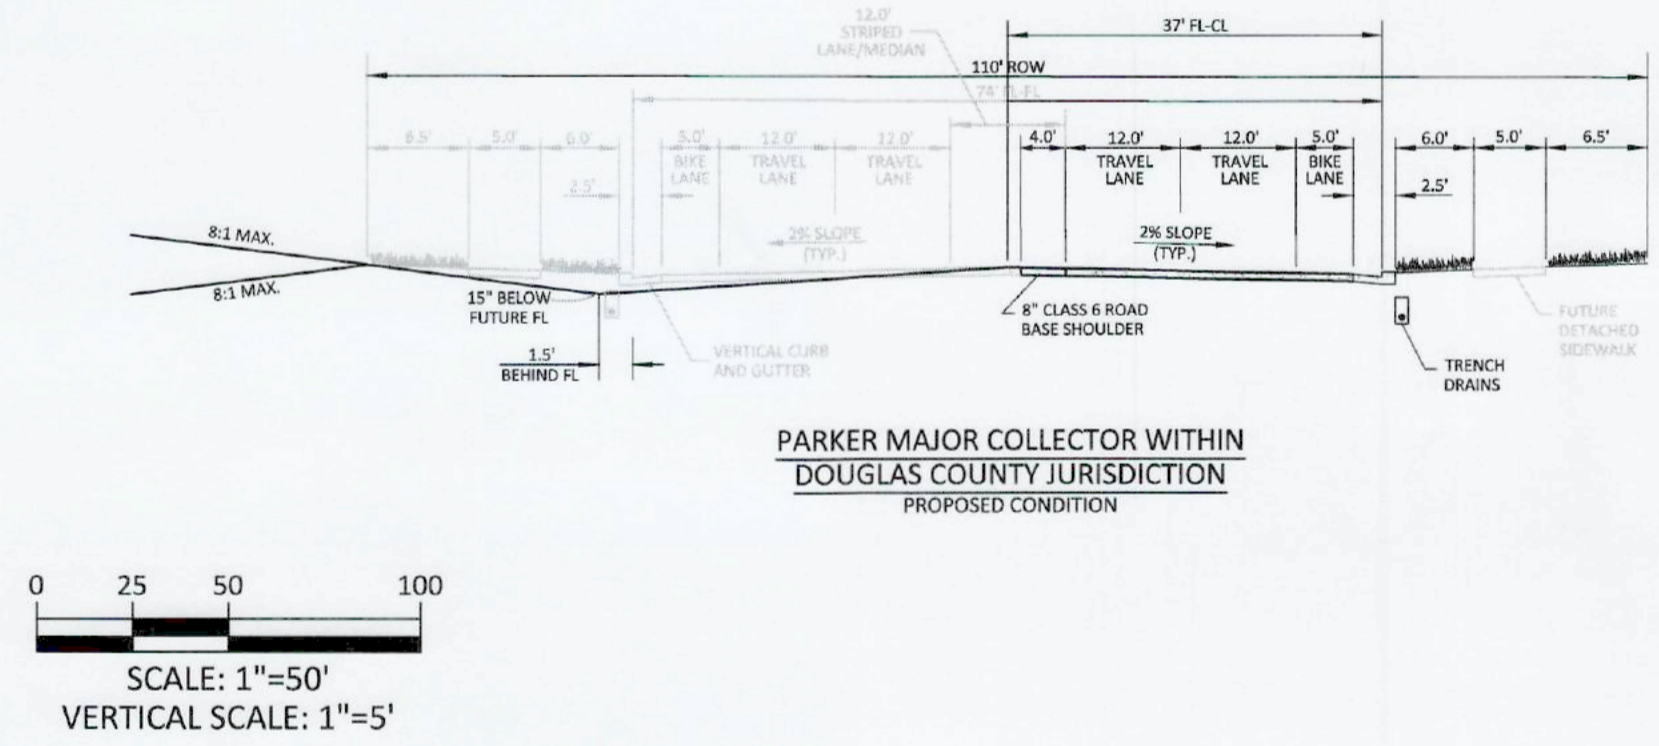 12.0'
STRIPED
LANE/MEDIAN
37' FL-CL
110' ROW
74' FL-FL
6.5'
5.0'
6.0'
5.0'
12.0'
12.0'
4.0'
12.0'
12.0'
5.0'
6.0'
5.0'
6.5'
BIKE
LANE
TRAVEL
LANE
TRAVEL
LANE
TRAVEL
LANE
TRAVEL
LANE
BIKE
LANE
2.5'
2.5'
2% SLOPE
(TYP.)
2% SLOPE
(TYP.)
8:1 MAX.
8:1 MAX.
15" BELOW
FUTURE FL
1.5'
BEHIND FL
VERTICAL CURB
AND GUTTER
8" CLASS 6 ROAD
BASE SHOULDER
TRENCH
DRAINS
FUTURE
DETACHED
SIDEWALK
PARKER MAJOR COLLECTOR WITHIN
DOUGLAS COUNTY JURISDICTION
PROPOSED CONDITION
0 25 50 100
SCALE: 1"=50'
VERTICAL SCALE: 1"=5'